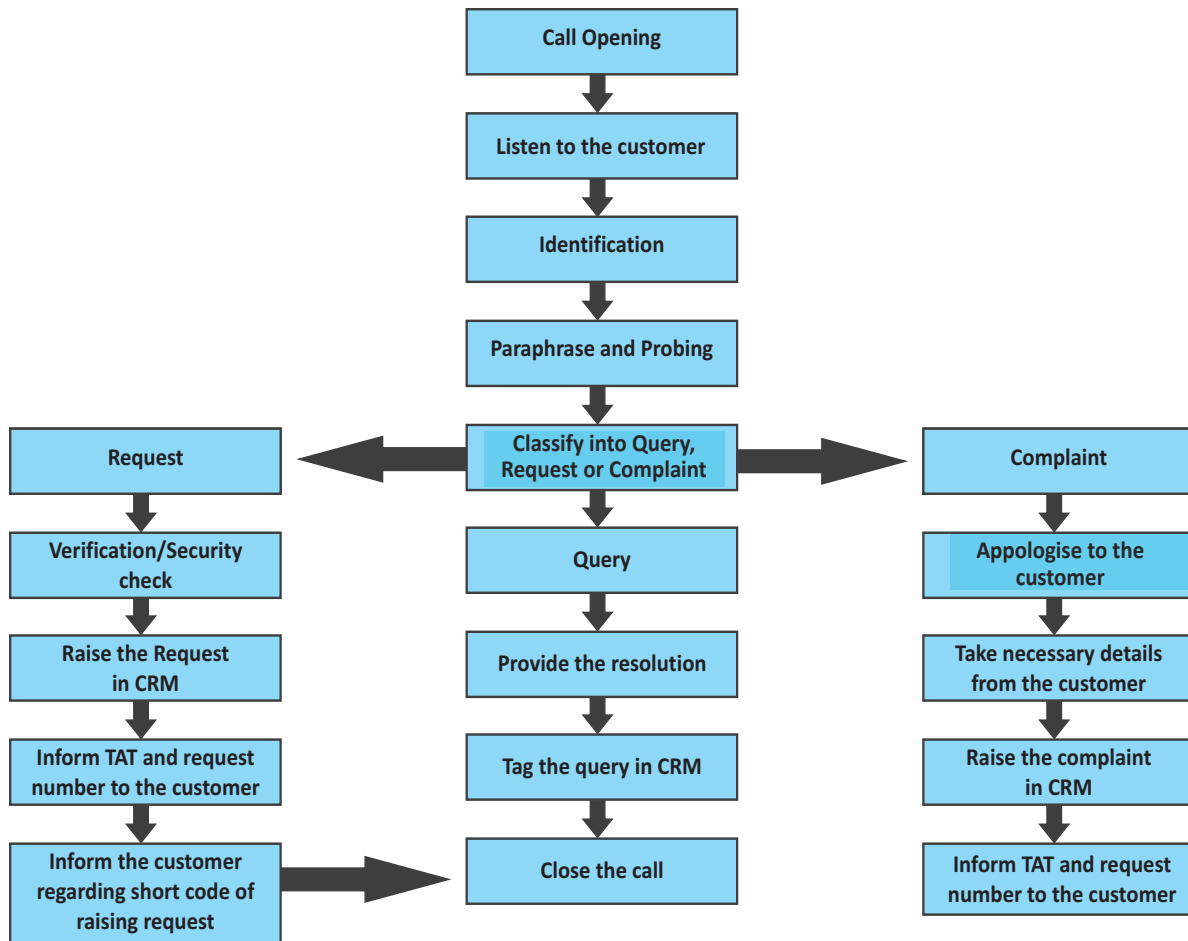 Call Opening
Listen to the customer
Identification
Paraphrase and Probing
Classify into Query,
Request or Complaint
Request
Verification/Security
check
Raise the Request
in CRM
Inform TAT and request
number to the customer
Inform the customer
regarding short code of
raising request
Query
Provide the resolution
Tag the query in CRM
Close the call
Complaint
Appologise to the
customer
Take necessary details
from the customer
Raise the complaint
in CRM
Inform TAT and request
number to the customer